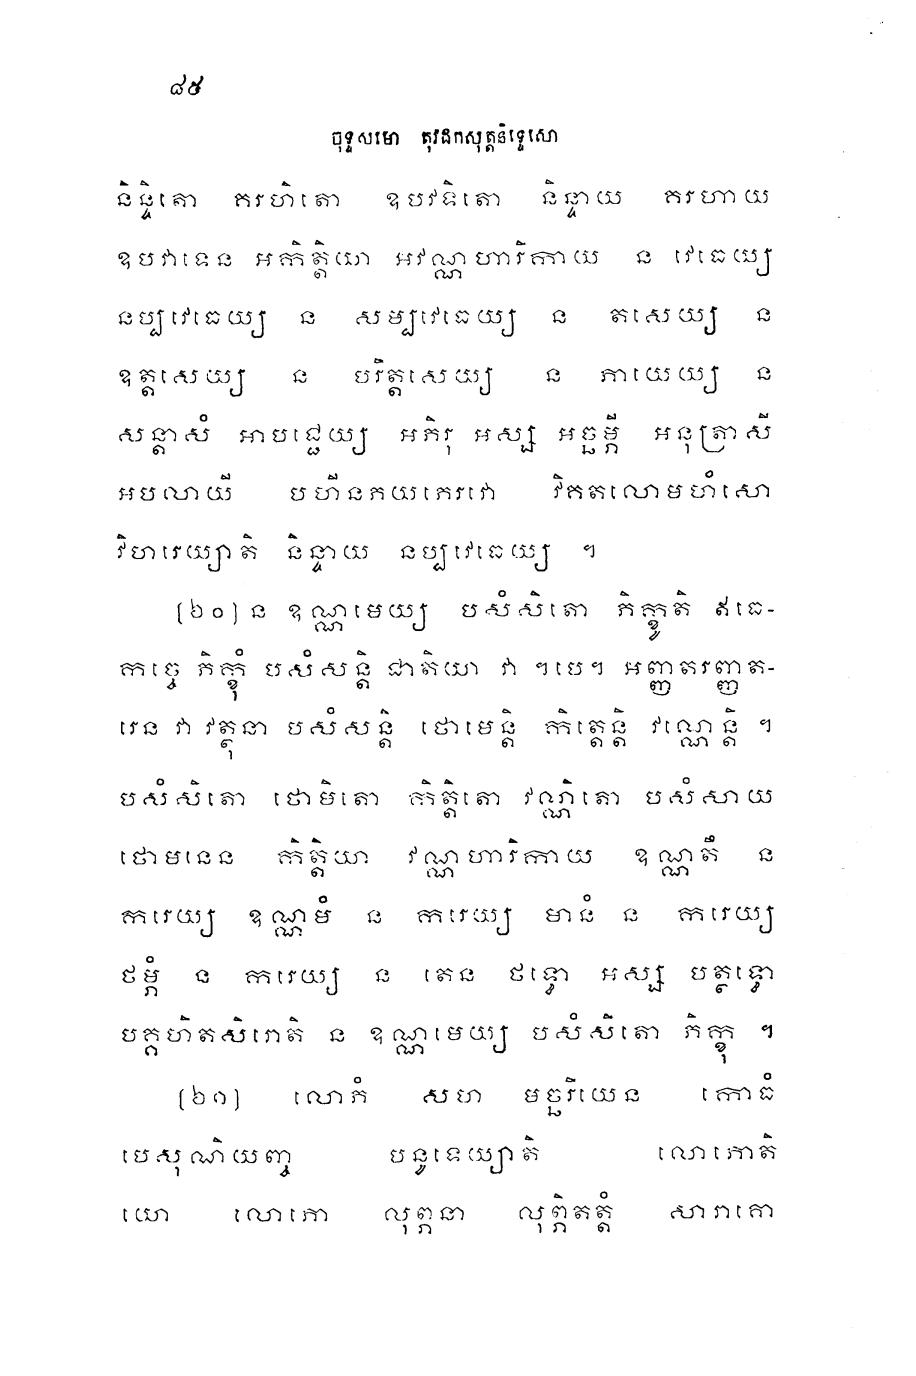 ៨៥
ចុទ្ទសមោ តុវដកសុត្តនិទ្ទេសោ
និន្ទិតោ គរហិតោ ឧបវទិតោ និន្ទាយ គរហាយ
ឧបវាទេន អកិត្តិយា អវណ្ណហារិកាយ ន វេធេយ្យ
នប្បវេធេយ្យ ន សម្បវេធេយ្យ ន តសេយ្យ ន
ឧត្តសេយ្យ ន បរិត្តសេយ្យ ន ភាយេយ្យ ន
សន្តាសំ អាបជ្ជេយ្យ អភិរុ អស្ស អច្ឆម្ភី អនុត្រាសី
អបលាយី បហីនភយភេរវោ វិគតលោមហំសោ
វិហរេយ្យាតិ និន្ទាយ នប្បវេធេយ្យ ។
(២០) ន ឧណ្ណមេយ្យ បសំសិតោ ភិក្ខូតិ ឥធេ-
កច្ចេ ភិក្ខុំ បសំសន្តិ ជាតិយា វា ។បេ។ អញ្ញតរញ្ញត-
រេន វា វត្ថុនា បសំសន្តិ ថោមេន្តិ កិត្តេន្តិ វណ្ណេន្តិ ។
បសំសិតោ ថោមិតោ កិត្តិតោ វណ្ណិតោ បសំសាយ
ថោមនេន កិត្តិយា វណ្ណហារិកាយ ឧណ្ណតឹ ន
ករេយ្យ ឧណ្ណមំ ន ករេយ្យ មានំ ន ករេយ្យ
ថម្ភំ ន ករេយ្យ ន តេន ថទ្ធោ អស្ស បត្ថទ្ធោ
បគ្គហិតសិរោតិ ន ឧណ្ណមេយ្យ បសំសិតោ ភិក្ខុ ។
(២១) លោភំ សហ មច្ឆរិយេន កោធំ
បេសុណិយញ្ច បនូទេយ្យាតិ លោភោតិ
យោ លោភោ លុព្ភនា លុព្ភិតត្តំ សារាគោ